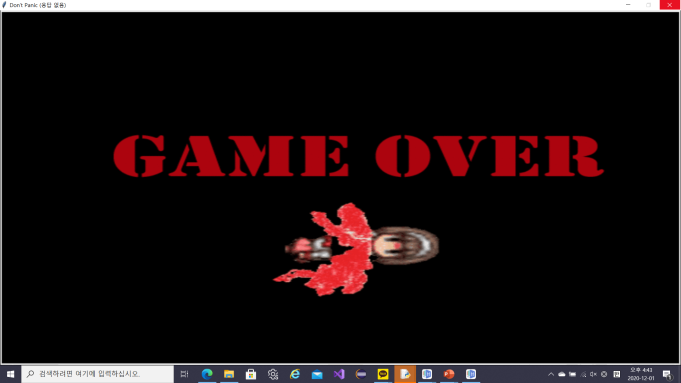 Don't Panic (응답 없음)
GAME OVER
검색하려면 여기에 입력하십시오.
오후 4:43
2020-12-01